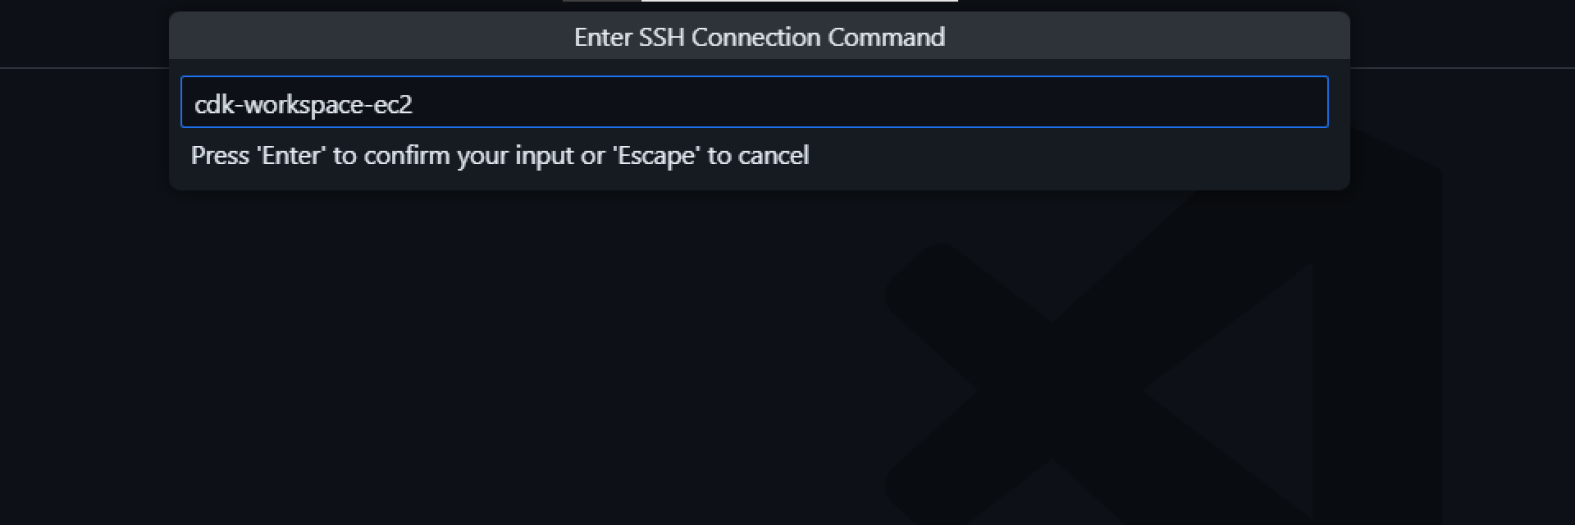 Enter SSH Connection Command
cdk-workspace-ec2
Press 'Enter' to confirm your input or 'Escape' to cancel